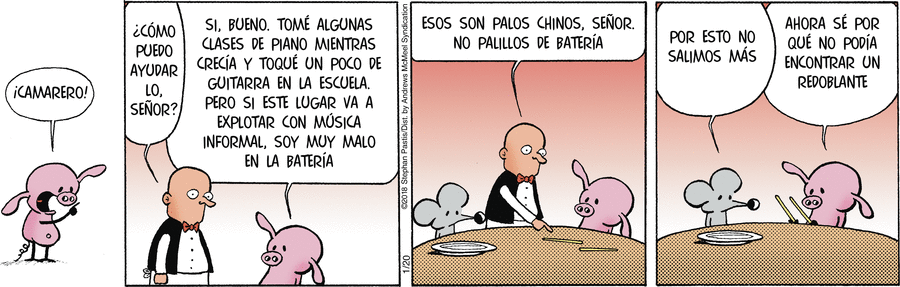 ¡CAMARERO!
¿CÓMO
PUEDO
AYUDAR
LO,
SEÑOR?
SI, BUENO. TOMÉ ALGUNAS
CLASES DE PIANO MIENTRAS
CRECÍA Y TOQUÉ UN POCO DE
GUITARRA EN LA ESCUELA.
PERO SI ESTE LUGAR VA A
EXPLOTAR CON MÚSICA
INFORMAL, SOY MUY MALO
EN LA BATERÍA
©2018 Stephan Pastis/Dist. by Andrews McMeel Syndication
1/20
ESOS SON PALOS CHINOS, SEÑOR.
NO PALILLOS DE BATERÍA
POR ESTO NO
SALIMOS MÁS
AHORA SÉ POR
QUÉ NO PODÍA
ENCONTRAR UN
REDOBLANTE